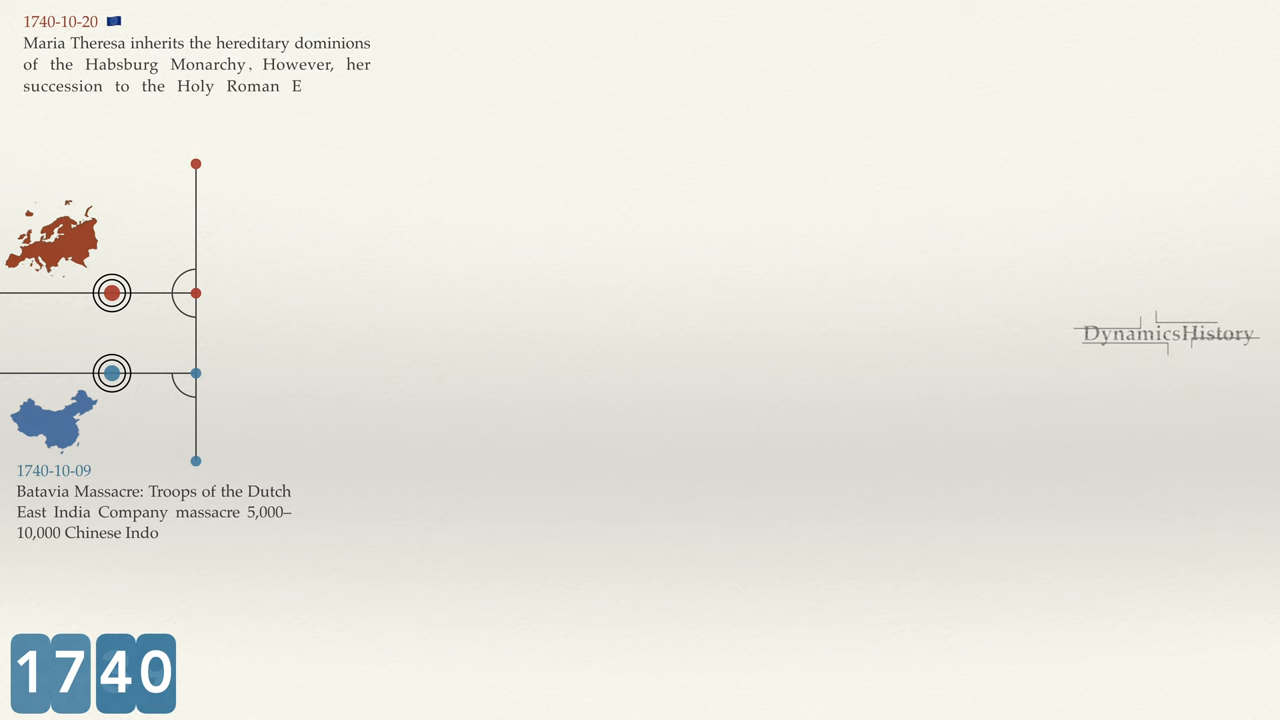 1740-10-20
Maria Theresa inherits the hereditary dominions
of the Habsburg Monarchy. However, her
succession to the Holy Roman E
DynamicsHistory
1740-10-09
Batavia Massacre: Troops of the Dutch
East India Company massacre 5,000–
10,000 Chinese Indo
1740